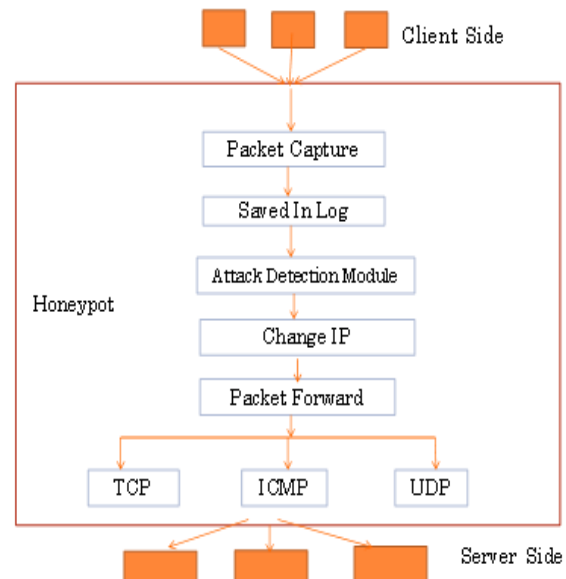 Client Side
Packet Capture
Saved In Log
Attack Detection Module
Honeypot
Change IP
Packet Forward
TCP
ICMP
UDP
Server Side